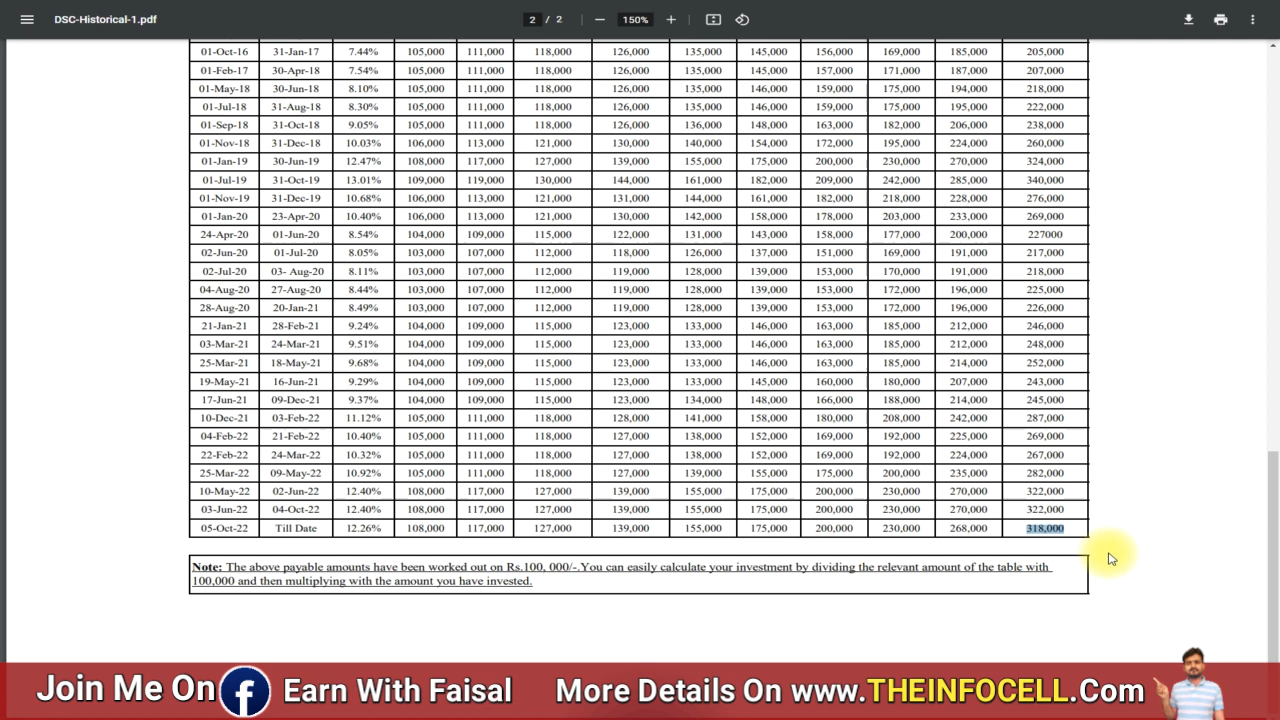 DSC-Historical-1.pdf 2 / 2 150%
01-Oct-16 31-Jan-17 7.44% 105,000 111,000 118,000 126,000 135,000 145,000 156,000 169,000 185,000 205,000
01-Feb-17 30-Apr-18 7.54% 105,000 111,000 118,000 126,000 135,000 145,000 157,000 171,000 187,000 207,000
01-May-18 30-Jun-18 8.10% 105,000 111,000 118,000 126,000 135,000 146,000 159,000 175,000 194,000 218,000
01-Jul-18 31-Aug-18 8.30% 105,000 111,000 118,000 126,000 135,000 146,000 159,000 175,000 195,000 222,000
01-Sep-18 31-Oct-18 9.05% 105,000 111,000 118,000 126,000 136,000 148,000 163,000 182,000 206,000 238,000
01-Nov-18 31-Dec-18 10.03% 106,000 113,000 121,000 130,000 140,000 154,000 172,000 195,000 224,000 260,000
01-Jan-19 30-Jun-19 12.47% 108,000 117,000 127,000 139,000 155,000 175,000 200,000 230,000 270,000 324,000
01-Jul-19 31-Oct-19 13.01% 109,000 119,000 130,000 144,000 161,000 182,000 209,000 242,000 285,000 340,000
01-Nov-19 31-Dec-19 10.68% 106,000 113,000 121,000 131,000 144,000 161,000 182,000 218,000 228,000 276,000
01-Jan-20 23-Apr-20 10.40% 106,000 113,000 121,000 130,000 142,000 158,000 178,000 203,000 233,000 269,000
24-Apr-20 01-Jun-20 8.54% 104,000 109,000 115,000 122,000 131,000 143,000 158,000 177,000 200,000 227000
02-Jun-20 01-Jul-20 8.05% 103,000 107,000 112,000 118,000 126,000 137,000 151,000 169,000 191,000 217,000
02-Jul-20 03- Aug-20 8.11% 103,000 107,000 112,000 119,000 128,000 139,000 153,000 170,000 191,000 218,000
04-Aug-20 27-Aug-20 8.44% 103,000 107,000 112,000 119,000 128,000 139,000 153,000 172,000 196,000 225,000
28-Aug-20 20-Jan-21 8.49% 103,000 107,000 112,000 119,000 128,000 139,000 153,000 172,000 196,000 226,000
21-Jan-21 28-Feb-21 9.24% 104,000 109,000 115,000 123,000 133,000 146,000 163,000 185,000 212,000 246,000
03-Mar-21 24-Mar-21 9.51% 104,000 109,000 115,000 123,000 133,000 146,000 163,000 185,000 212,000 248,000
25-Mar-21 18-May-21 9.68% 104,000 109,000 115,000 123,000 133,000 146,000 163,000 185,000 214,000 252,000
19-May-21 16-Jun-21 9.29% 104,000 109,000 115,000 123,000 133,000 145,000 160,000 180,000 207,000 243,000
17-Jun-21 09-Dec-21 9.37% 104,000 109,000 115,000 123,000 134,000 148,000 166,000 188,000 214,000 245,000
10-Dec-21 03-Feb-22 11.12% 105,000 111,000 118,000 128,000 141,000 158,000 180,000 208,000 242,000 287,000
04-Feb-22 21-Feb-22 10.40% 105,000 111,000 118,000 127,000 138,000 152,000 169,000 192,000 225,000 269,000
22-Feb-22 24-Mar-22 10.32% 105,000 111,000 118,000 127,000 138,000 152,000 169,000 192,000 224,000 267,000
25-Mar-22 09-May-22 10.92% 105,000 111,000 118,000 127,000 139,000 155,000 175,000 200,000 235,000 282,000
10-May-22 02-Jun-22 12.40% 108,000 117,000 127,000 139,000 155,000 175,000 200,000 230,000 270,000 322,000
03-Jun-22 04-Oct-22 12.40% 108,000 117,000 127,000 139,000 155,000 175,000 200,000 230,000 270,000 322,000
05-Oct-22 Till Date 12.26% 108,000 117,000 127,000 139,000 155,000 175,000 200,000 230,000 268,000 318,000
Note: The above payable amounts have been worked out on Rs.100, 000/-.You can easily calculate your investment by dividing the relevant amount of the table with
100,000 and then multiplying with the amount you have invested.
Join Me On f Earn With Faisal More Details On www.THEINFOCELL.Com